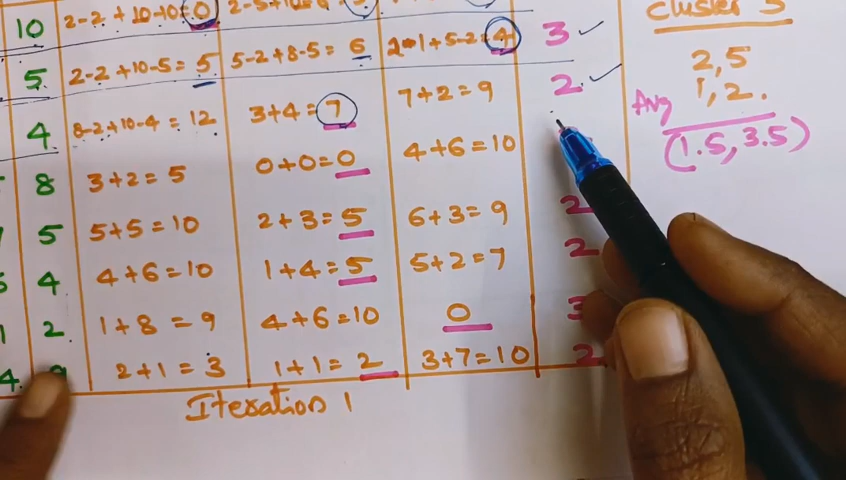 10 2-2 + 10-10 = 0
Cluster 3
5 2-2 + 10-5 = 5 5-2 + 8-5 = 6 2-1 + 5-2 = 4 3 ✓
4 8-2 + 10-4 = 12 3+4 = 7 7+2 = 9 2 ✓
8 3+2 = 5 0+0 = 0 4+6 = 10
5 5+5 = 10 2+3 = 5 6+3 = 9 2
4 4+6 = 10 1+4 = 5 5+2 = 7 2
2 1+8 = 9 4+6 = 10 0 3
4 2+1 = 3 1+1 = 2 3+7 = 10 2
Iteration 1
2,5
1,2.
Avg
(1.5, 3.5)